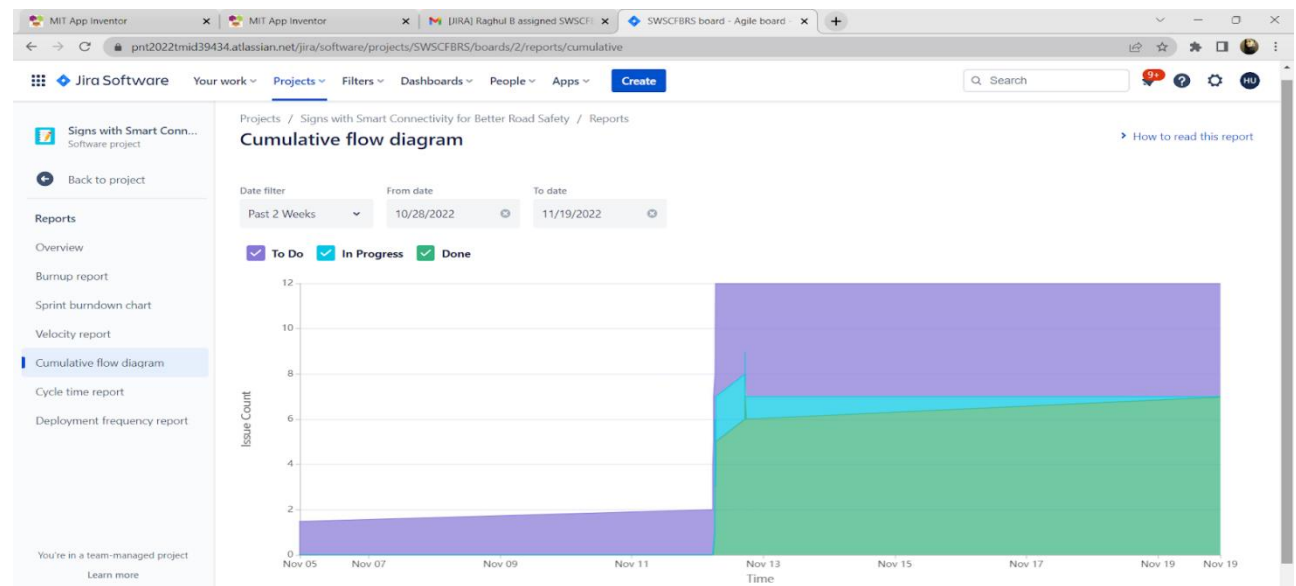 MIT App Inventor
MIT App Inventor
[JIRA] Raghul B assigned SWSCF
SWSCFBRS board - Agile board -
pnt2022tmid39434.atlassian.net/jira/software/projects/SWSCFBRS/boards/2/reports/cumulative
Jira Software Your work Projects Filters Dashboards People Apps Create Search 9+ HU
Signs with Smart Conn...
Software project
Back to project
Reports
Overview
Burnup report
Sprint burndown chart
Velocity report
Cumulative flow diagram
Cycle time report
Deployment frequency report
You're in a team-managed project
Learn more
Projects / Signs with Smart Connectivity for Better Road Safety / Reports
Cumulative flow diagram
How to read this report
Date filter From date To date
Past 2 Weeks 10/28/2022 11/19/2022
To Do In Progress Done
Issue Count
12
10
8
6
4
2
0
Nov 05 Nov 07 Nov 09 Nov 11 Nov 13 Nov 15 Nov 17 Nov 19 Nov 19
Time